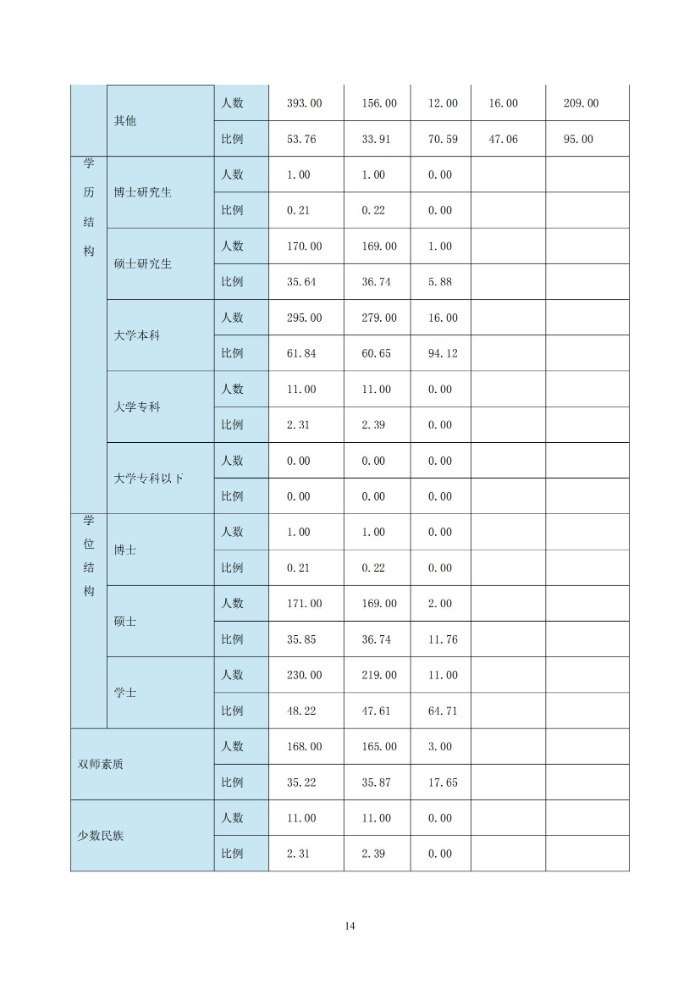 其他 人数 393.00 156.00 12.00 16.00 209.00
比例 53.76 33.91 70.59 47.06 95.00
学历结构 博士研究生 人数 1.00 1.00 0.00
比例 0.21 0.22 0.00
硕士研究生 人数 170.00 169.00 1.00
比例 35.64 36.74 5.88
大学本科 人数 295.00 279.00 16.00
比例 61.84 60.65 94.12
大学专科 人数 11.00 11.00 0.00
比例 2.31 2.39 0.00
大学专科以下 人数 0.00 0.00 0.00
比例 0.00 0.00 0.00
学位结构 博士 人数 1.00 1.00 0.00
比例 0.21 0.22 0.00
硕士 人数 171.00 169.00 2.00
比例 35.85 36.74 11.76
学士 人数 230.00 219.00 11.00
比例 48.22 47.61 64.71
双师素质 人数 168.00 165.00 3.00
比例 35.22 35.87 17.65
少数民族 人数 11.00 11.00 0.00
比例 2.31 2.39 0.00
14